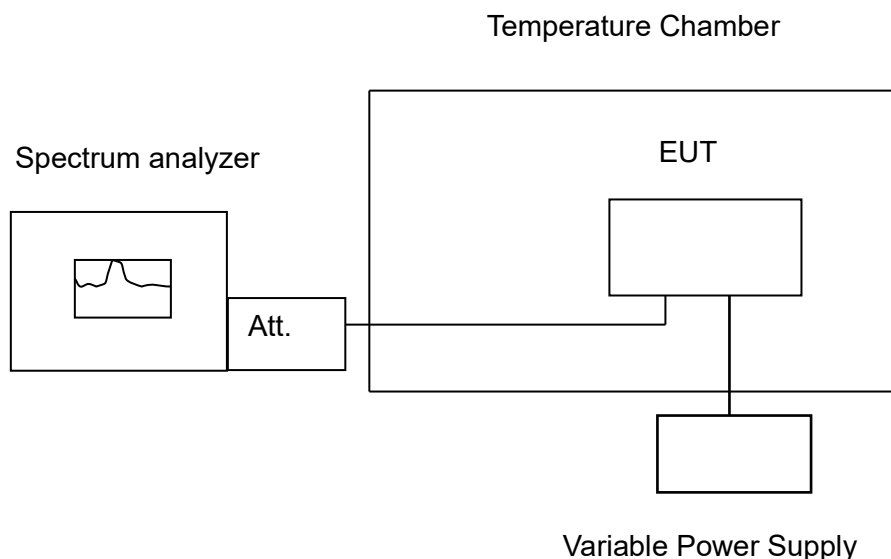 Temperature Chamber
Spectrum analyzer
EUT
Att.
Variable Power Supply